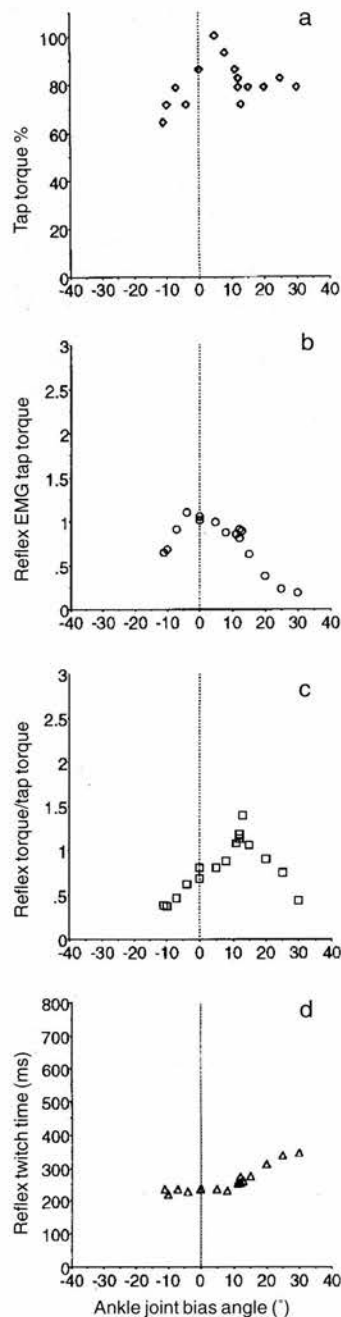 a
Tap torque %
100
80
60
40
20
0
-40 -30 -20 -10 0 10 20 30 40
b
Reflex EMG tap torque
3
2.5
2
1.5
1
.5
0
-40 -30 -20 -10 0 10 20 30 40
c
Reflex torque/tap torque
3
2.5
2
1.5
1
.5
0
-40 -30 -20 -10 0 10 20 30 40
d
Reflex twitch time (ms)
800
700
600
500
400
300
200
100
0
-40 -30 -20 -10 0 10 20 30 40
Ankle joint bias angle (°)